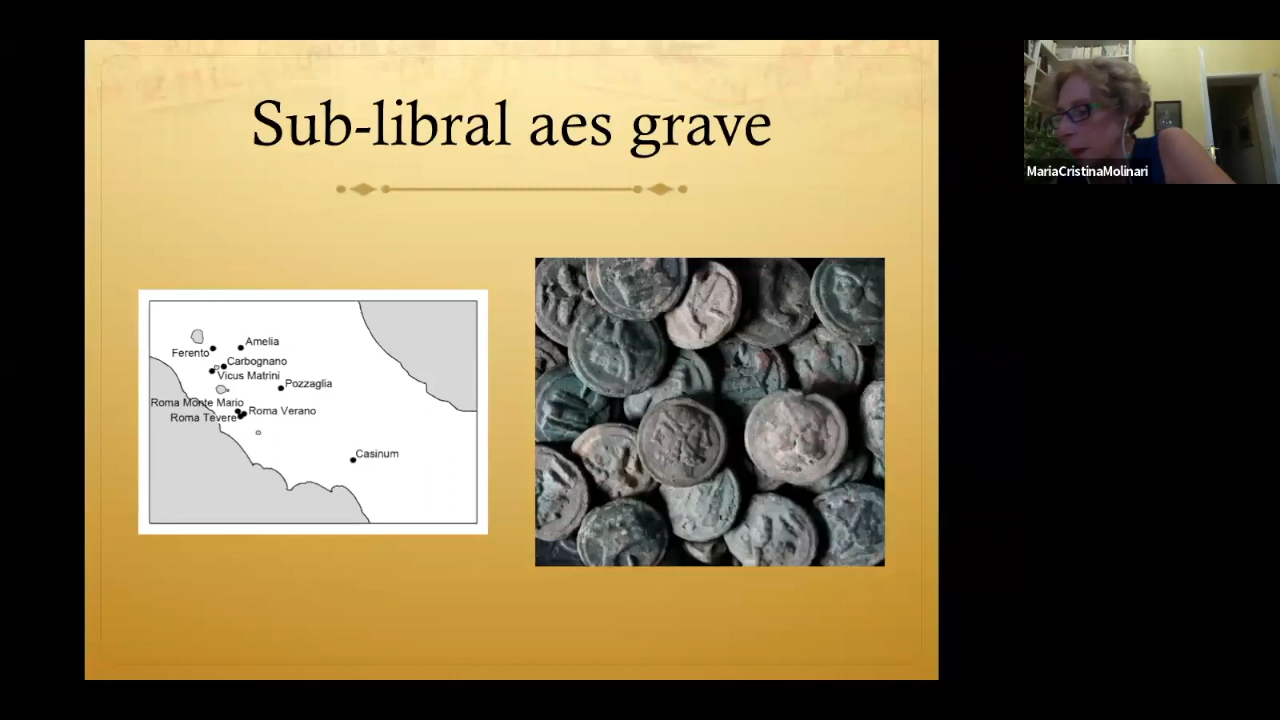 Sub-libral aes grave
MariaCristinaMolinari
Amelia
Ferento
Carbognano
Vicus Matrini
Pozzaglia
Roma Monte Mario
Roma Verano
Roma Tevere
Casinum